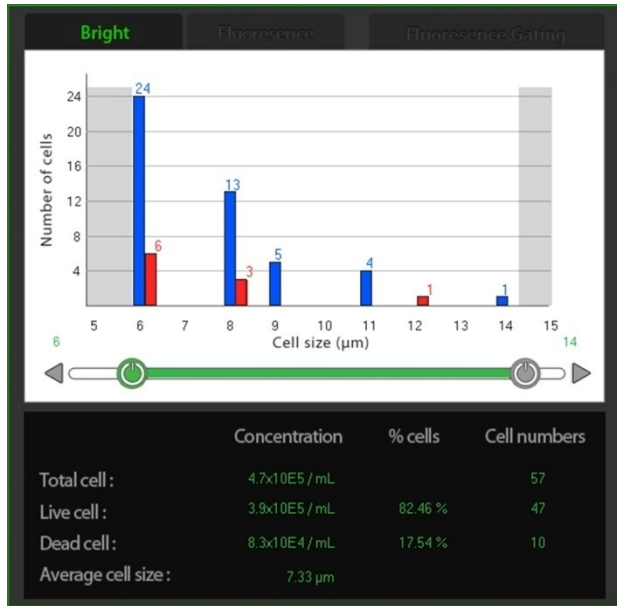 Bright Fluoresence Fluoresence Gating
Number of cells
24
20
16
12
8
4
24
6
13
3
5
4
1
1
5 6 7 8 9 10 11 12 13 14 15
6 Cell size (µm) 14
Concentration % cells Cell numbers
Total cell : 4.7x10E5 / mL 57
Live cell : 3.9x10E5 / mL 82.46 % 47
Dead cell : 8.3x10E4 / mL 17.54 % 10
Average cell size : 7.33 µm